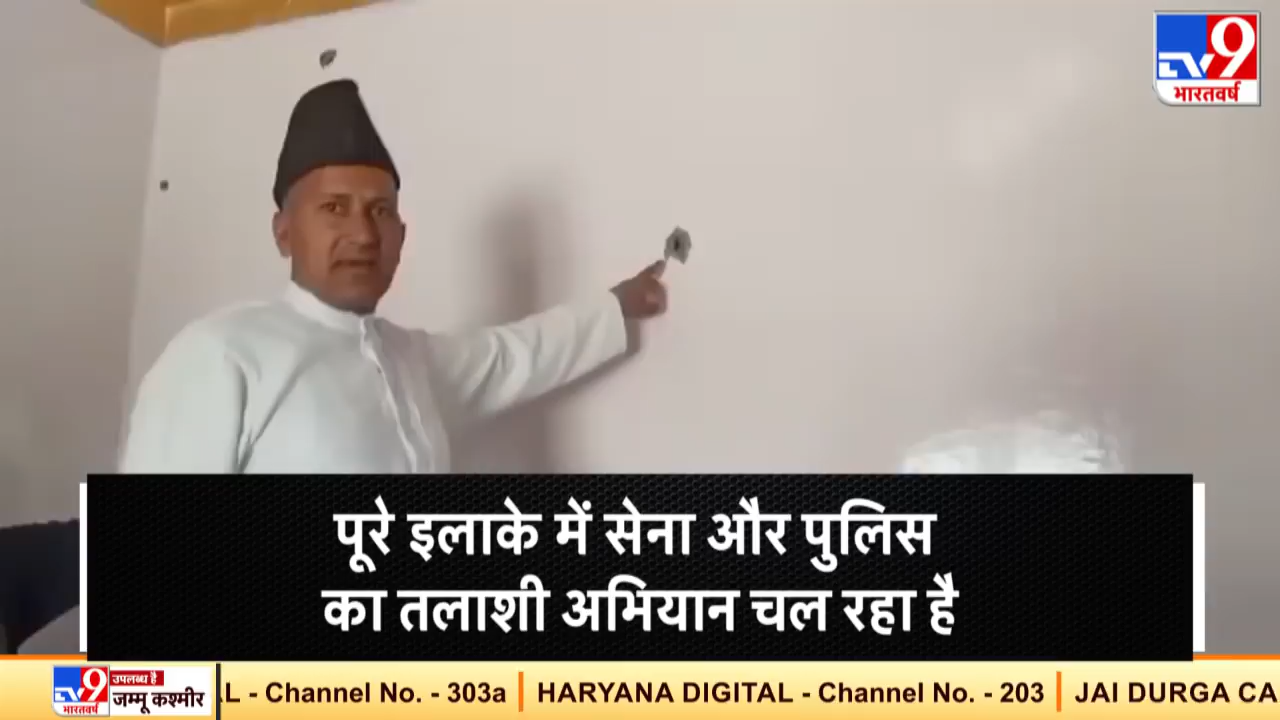 TV9
भारतवर्ष
पूरे इलाके में सेना और पुलिस
का तलाशी अभियान चल रहा है
TV9
भारतवर्ष
उपलब्ध है
जम्मू कश्मीर
AL - Channel No. - 303a | HARYANA DIGITAL - Channel No. - 203 | JAI DURGA CA